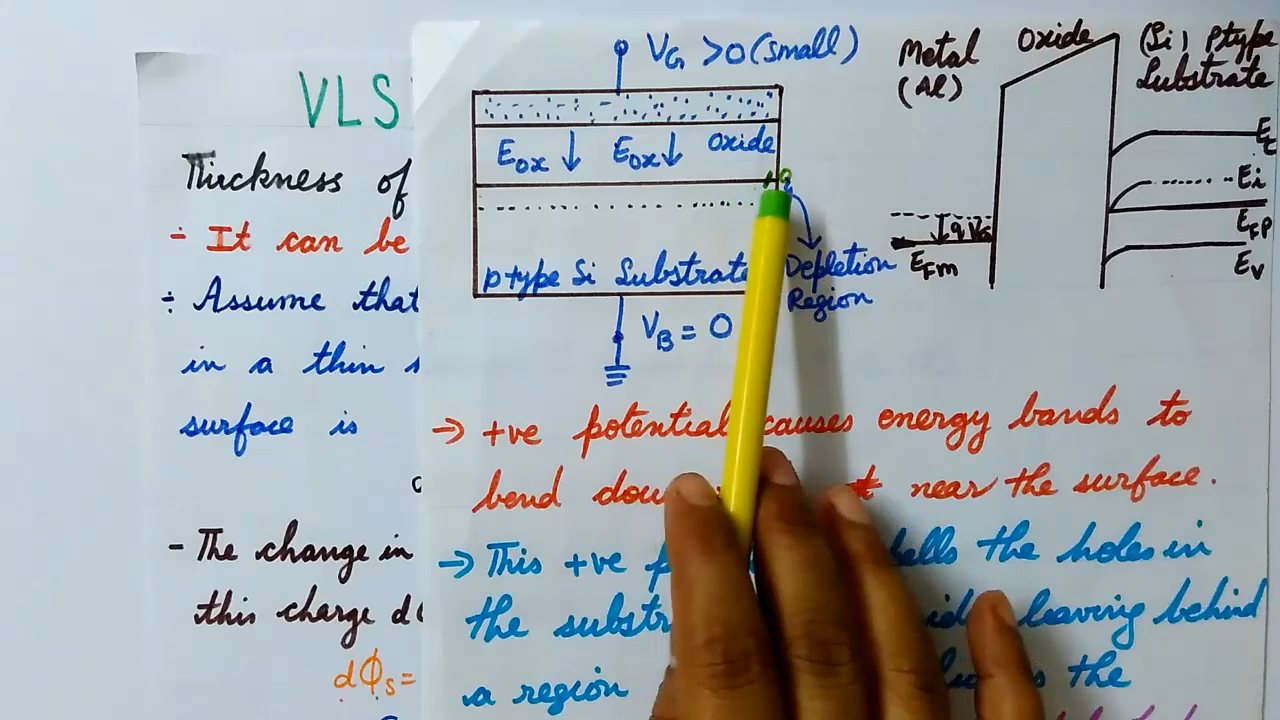 VLS
Thickness of
÷ It can be
÷ Assume that
in a thin s
surface is
- The change in
this charge d
dΦs =
VG >0 (small)
Eox ↓ Eox ↓ oxide
p type Si Substrate
Depletion
Region
VB = 0
Metal
(Al)
Oxide
(Si) P type
Substrate
Ec
Ei
EFP
Ev
qVG
EFm
→ +ve potential causes energy bands to
bend near the surface.
→ This +ve the holes in
the leaving behind
a region the